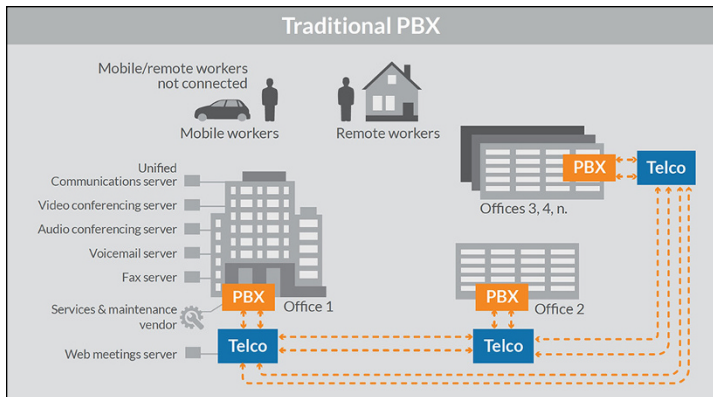 Traditional PBX
Mobile/remote workers
not connected
Mobile workers
Remote workers
Unified
Communications server
Video conferencing server
Audio conferencing server
Voicemail server
Fax server
Services & maintenance
vendor
Web meetings server
PBX
Office 1
Telco
PBX
Office 2
Telco
PBX
Telco
Offices 3, 4, n.